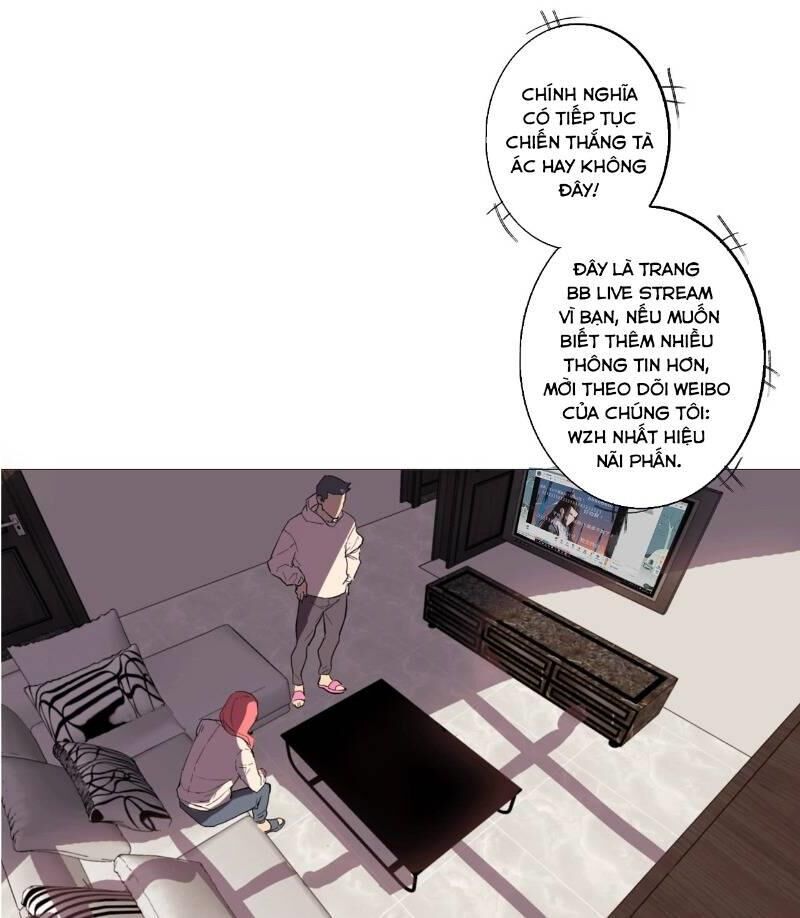 CHÍNH NGHĨA
CÓ TIẾP TỤC
CHIẾN THẮNG TÀ
ÁC HAY KHÔNG
ĐÂY!
ĐÂY LÀ TRANG
BB LIVE STREAM
VÌ BẠN, NẾU MUỐN
BIẾT THÊM NHIỀU
THÔNG TIN HƠN,
MỜI THEO DÕI WEIBO
CỦA CHÚNG TÔI:
WZH NHẤT HIỆU
NÃI PHẤN.